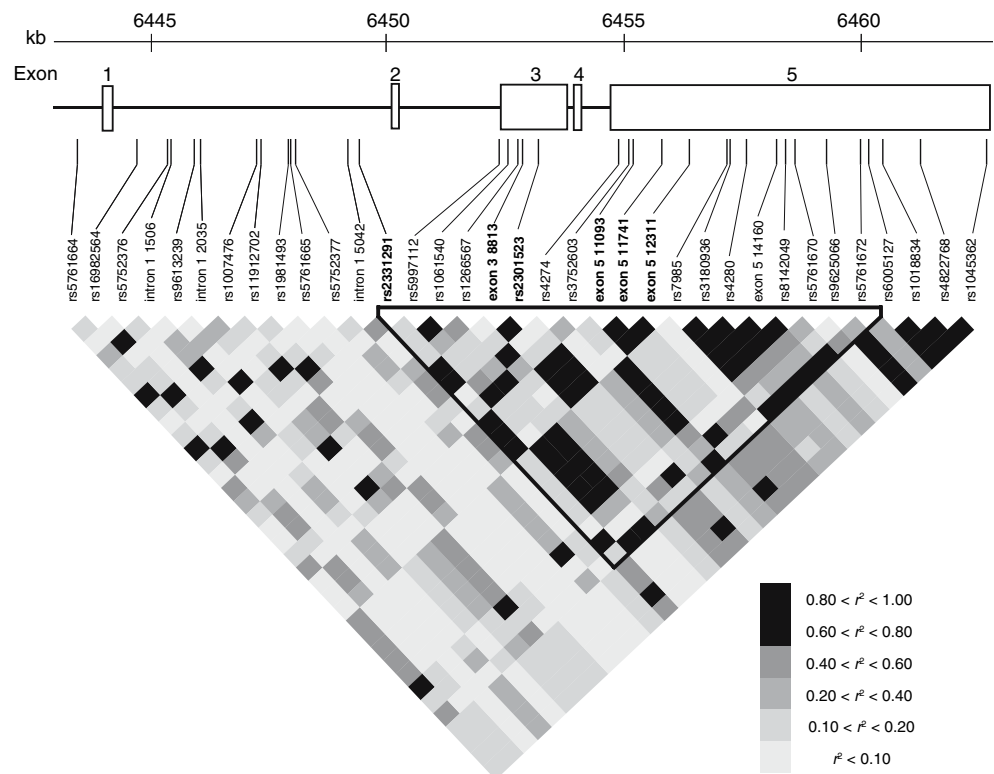 6445 6450 6455 6460
kb
Exon 1 2 3 4 5
rs5761664
rs16982564
rs5752376
intron 1 1506
rs9613239
intron 1 2035
rs1007476
rs11912702
rs1981493
rs5761665
rs5752377
intron 1 5042
rs2331291
rs5997112
rs1061540
rs1266567
exon 3 8813
rs2301523
rs4274
rs3752603
exon 5 11093
exon 5 11741
exon 5 12311
rs7985
rs3180936
rs4280
exon 5 14160
rs8142049
rs5761670
rs9625066
rs5761672
rs6005127
rs1018834
rs4822768
rs1045362
0.80 < r² < 1.00
0.60 < r² < 0.80
0.40 < r² < 0.60
0.20 < r² < 0.40
0.10 < r² < 0.20
r² < 0.10